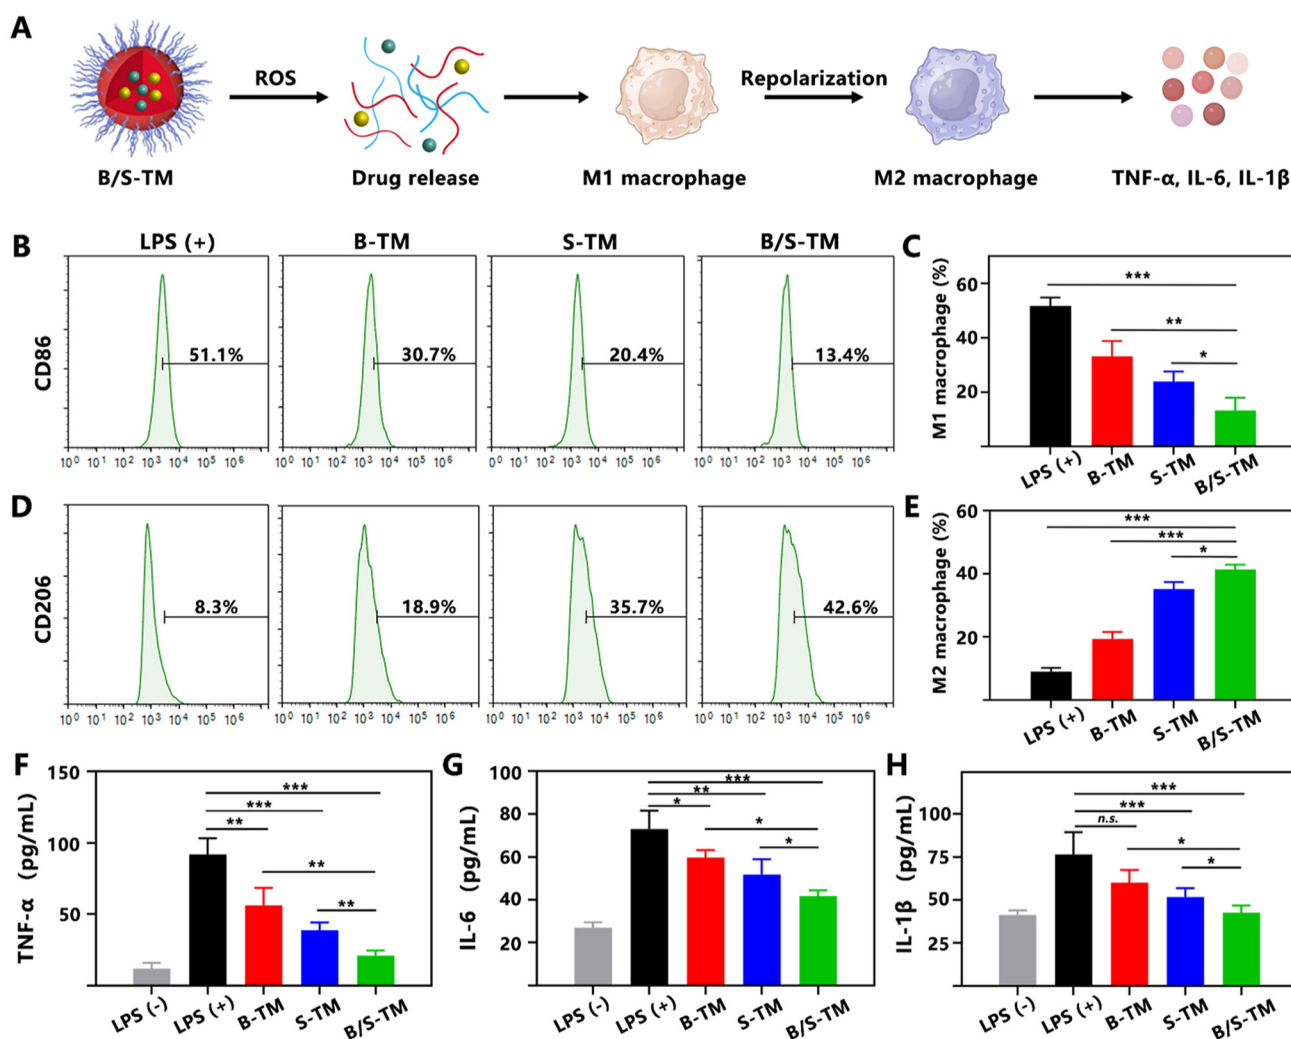 A
ROS
Repolarization
B/S-TM
Drug release
M1 macrophage
M2 macrophage
TNF-α, IL-6, IL-1β
B
LPS (+)
B-TM
S-TM
B/S-TM
CD86
51.1%
30.7%
20.4%
13.4%
10⁰ 10¹ 10² 10³ 10⁴ 10⁵ 10⁶
10⁰ 10¹ 10² 10³ 10⁴ 10⁵ 10⁶
10⁰ 10¹ 10² 10³ 10⁴ 10⁵ 10⁶
10⁰ 10¹ 10² 10³ 10⁴ 10⁵ 10⁶
C
M1 macrophage (%)
60
40
20
***
**
*
LPS (+)
B-TM
S-TM
B/S-TM
D
CD206
8.3%
18.9%
35.7%
42.6%
10⁰ 10¹ 10² 10³ 10⁴ 10⁵ 10⁶
10⁰ 10¹ 10² 10³ 10⁴ 10⁵ 10⁶
10⁰ 10¹ 10² 10³ 10⁴ 10⁵ 10⁶
10⁰ 10¹ 10² 10³ 10⁴ 10⁵ 10⁶
E
M2 macrophage (%)
60
40
20
***
***
*
LPS (+)
B-TM
S-TM
B/S-TM
F
TNF-α (pg/mL)
150
100
50
***
***
**
**
**
LPS (-)
LPS (+)
B-TM
S-TM
B/S-TM
G
IL-6 (pg/mL)
100
80
60
40
20
***
**
*
*
*
LPS (-)
LPS (+)
B-TM
S-TM
B/S-TM
H
IL-1β (pg/mL)
100
75
50
25
***
***
n.s.
*
*
LPS (-)
LPS (+)
B-TM
S-TM
B/S-TM